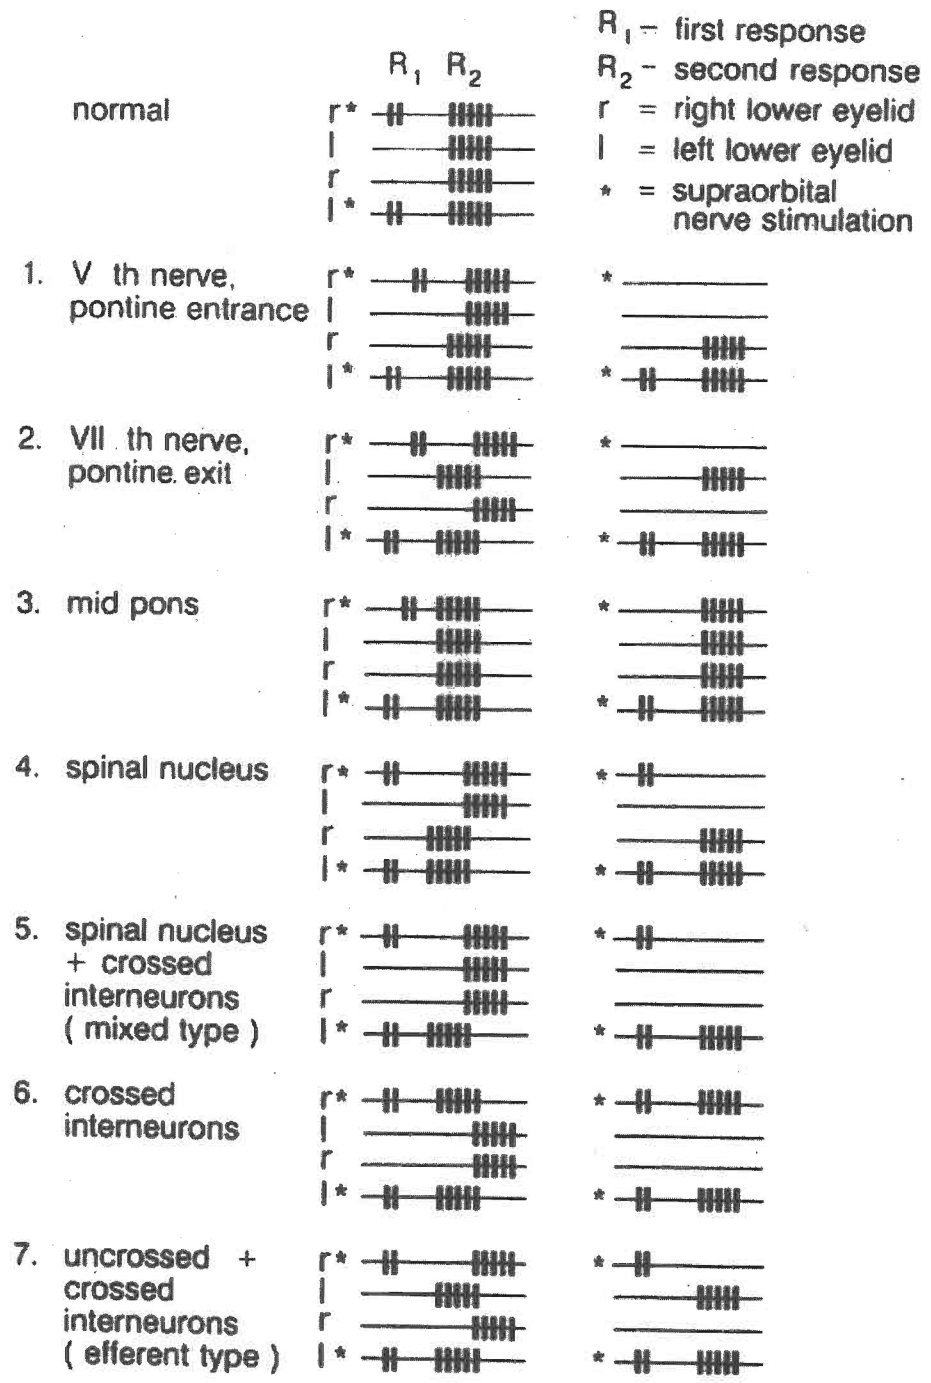 R1 R2
R1 – first response
R2 – second response
r = right lower eyelid
l = left lower eyelid
* = supraorbital
nerve stimulation
normal
r*
l
r
l*
1. V th nerve,
pontine entrance
r* *
l
r
l* *
2. VII th nerve,
pontine exit
r* *
l
r
l* *
3. mid pons
r* *
l
r
l* *
4. spinal nucleus
r* *
l
r
l* *
5. spinal nucleus
+ crossed
interneurons
( mixed type )
r* *
l
r
l* *
6. crossed
interneurons
r* *
l
r
l* *
7. uncrossed +
crossed
interneurons
( efferent type )
r* *
l
r
l* *